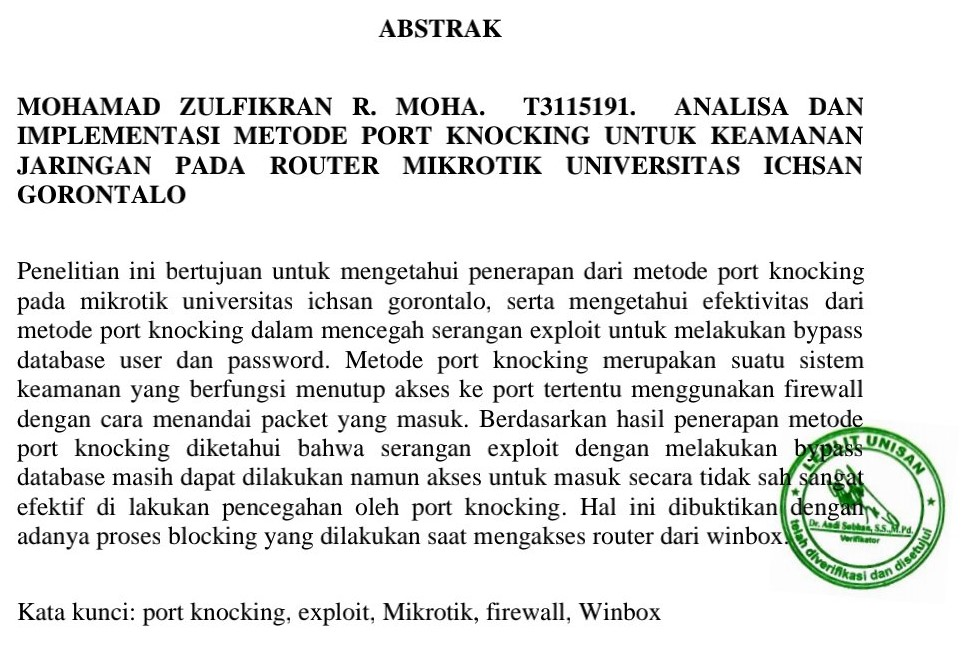 ABSTRAK
MOHAMAD ZULFIKRAN R. MOHA. T3115191. ANALISA DAN
IMPLEMENTASI METODE PORT KNOCKING UNTUK KEAMANAN
JARINGAN PADA ROUTER MIKROTIK UNIVERSITAS ICHSAN
GORONTALO
Penelitian ini bertujuan untuk mengetahui penerapan dari metode port knocking
pada mikrotik universitas ichsan gorontalo, serta mengetahui efektivitas dari
metode port knocking dalam mencegah serangan exploit untuk melakukan bypass
database user dan password. Metode port knocking merupakan suatu sistem
keamanan yang berfungsi menutup akses ke port tertentu menggunakan firewall
dengan cara menandai packet yang masuk. Berdasarkan hasil penerapan metode
port knocking diketahui bahwa serangan exploit dengan melakukan bypass
database masih dapat dilakukan namun akses untuk masuk secara tidak sah sangat
efektif di lakukan pencegahan oleh port knocking. Hal ini dibuktikan dengan
adanya proses blocking yang dilakukan saat mengakses router dari winbox.
UNISAN
S.S.,M.Pd.
Verifikator
telah diverifikasi dan disetujui
Kata kunci: port knocking, exploit, Mikrotik, firewall, Winbox